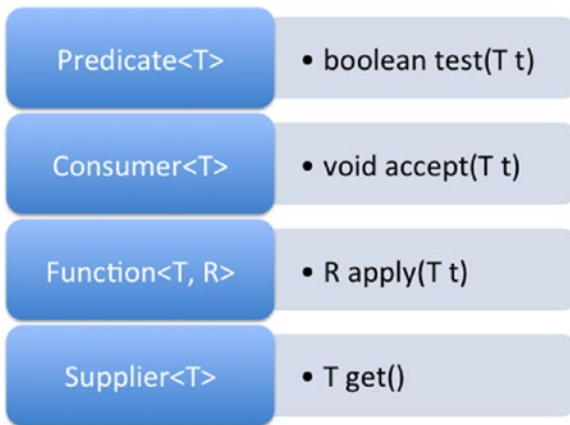 Predicate<T>
• boolean test(T t)
Consumer<T>
• void accept(T t)
Function<T, R>
• R apply(T t)
Supplier<T>
• T get()